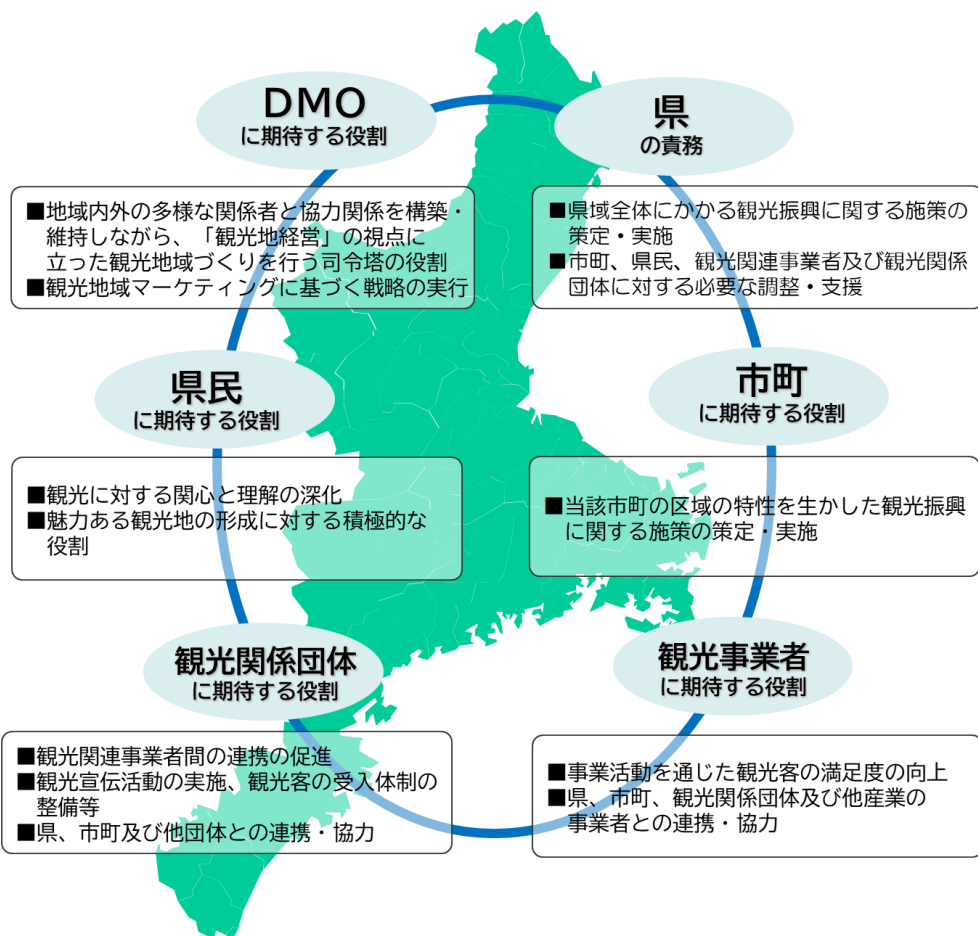 DMO
に期待する役割
■地域内外の多様な関係者と協力関係を構築・
維持しながら、「観光地経営」の視点に
立った観光地域づくりを行う司令塔の役割
■観光地域マーケティングに基づく戦略の実行
県
の責務
■県域全体にかかる観光振興に関する施策の
策定・実施
■市町、県民、観光関連事業者及び観光関係
団体に対する必要な調整・支援
県民
に期待する役割
■観光に対する関心と理解の深化
■魅力ある観光地の形成に対する積極的な
役割
市町
に期待する役割
■当該市町の区域の特性を生かした観光振興
に関する施策の策定・実施
観光関係団体
に期待する役割
■観光関連事業者間の連携の促進
■観光宣伝活動の実施、観光客の受入体制の
整備等
■県、市町及び他団体との連携・協力
観光事業者
に期待する役割
■事業活動を通じた観光客の満足度の向上
■県、市町、観光関係団体及び他産業の
事業者との連携・協力